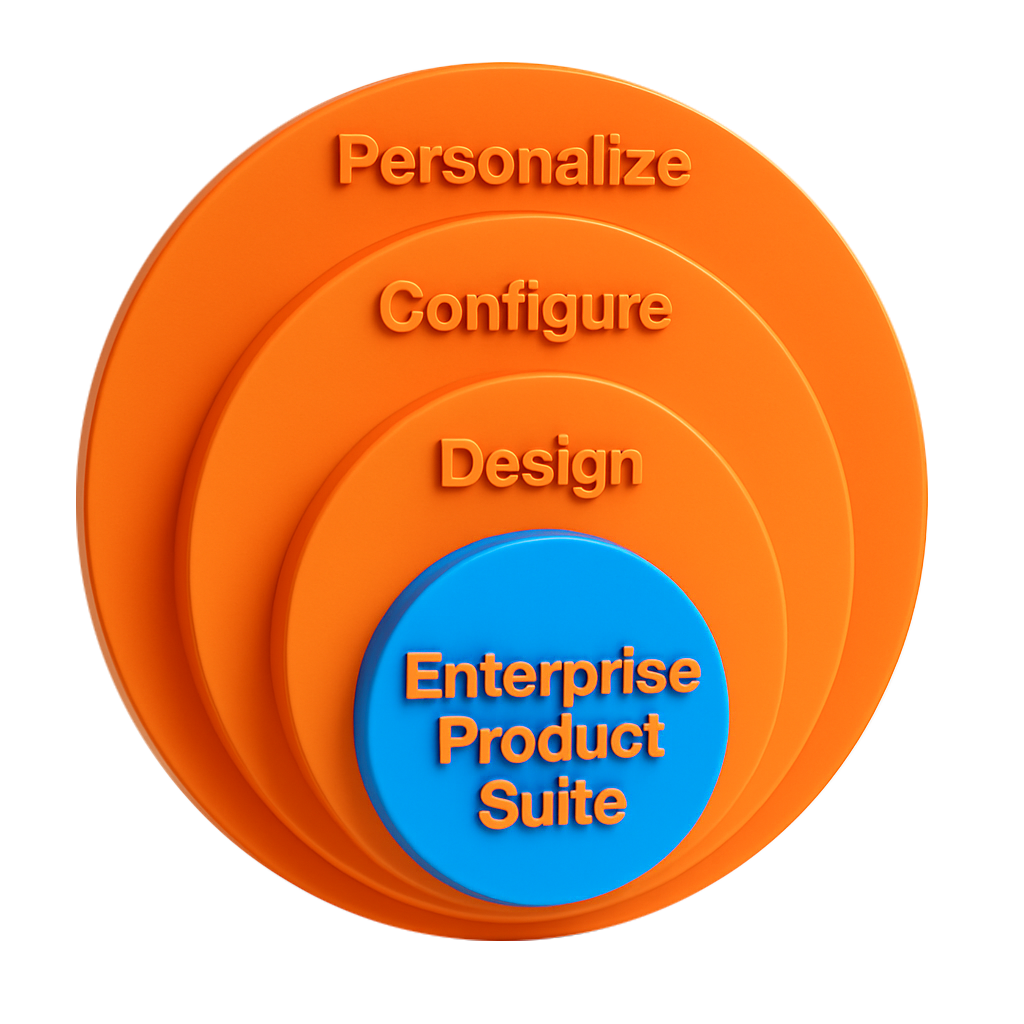 Personalize
Configure
Design
Enterprise
Product
Suite